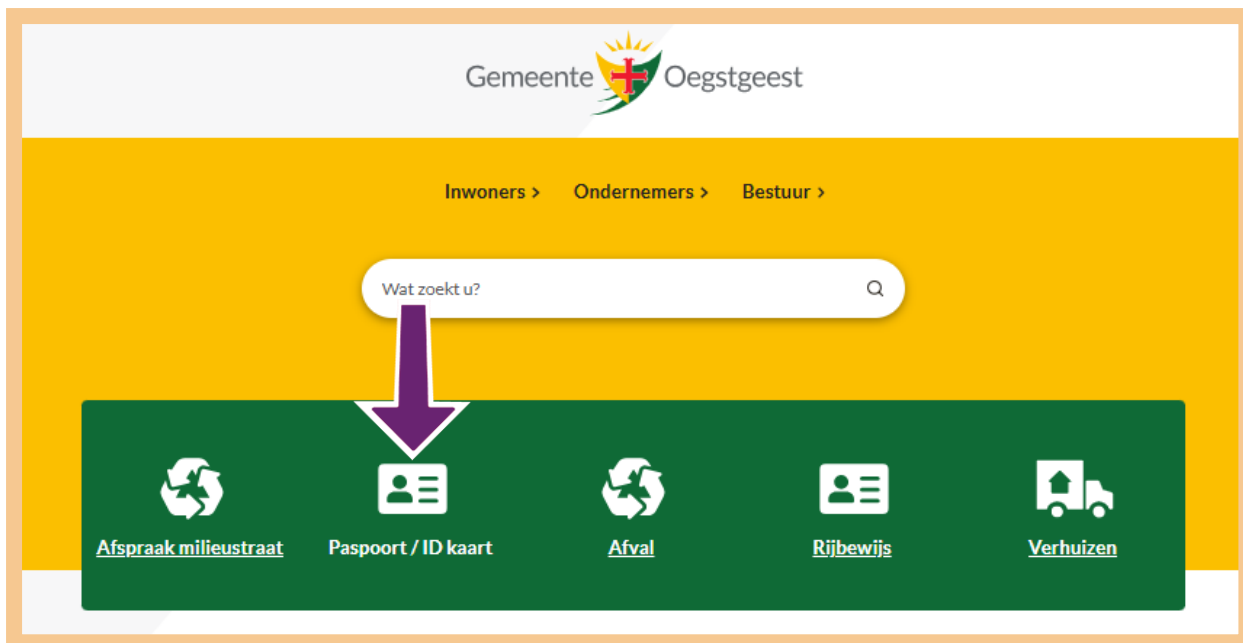 Gemeente Oegstgeest
Inwoners > Ondernemers > Bestuur >
Wat zoekt u?
Afspraak milieustraat Paspoort / ID kaart Afval Rijbewijs Verhuizen